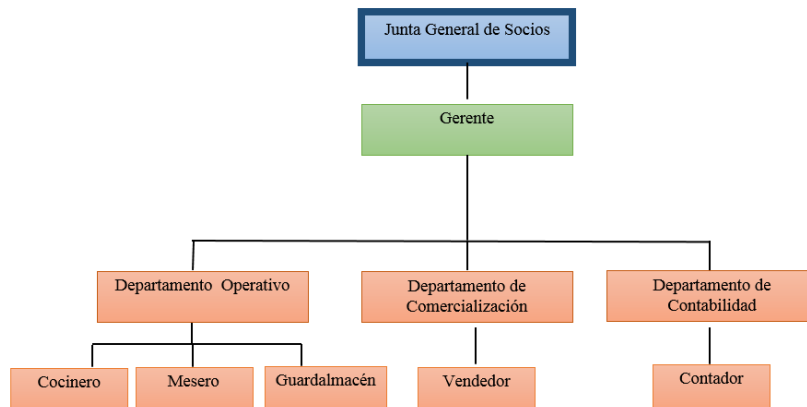 Junta General de Socios
Gerente
Departamento Operativo
Departamento de
Comercialización
Departamento de
Contabilidad
Cocinero
Mesero
Guardalmacén
Vendedor
Contador